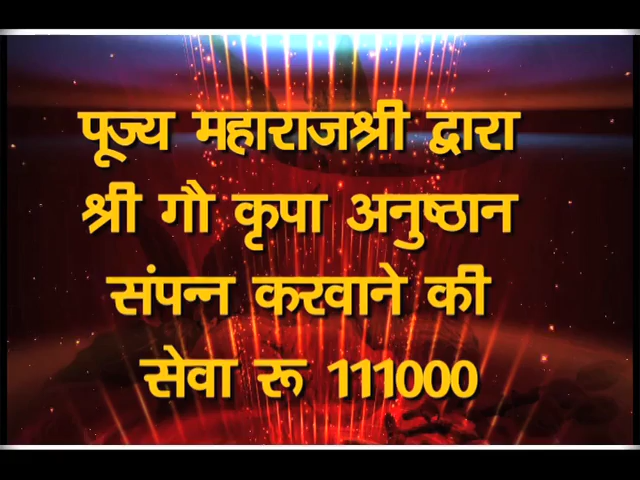 पूज्य महाराजश्री द्वारा
श्री गौ कृपा अनुष्ठान
संपन्न करवाने की
सेवा रू 111000